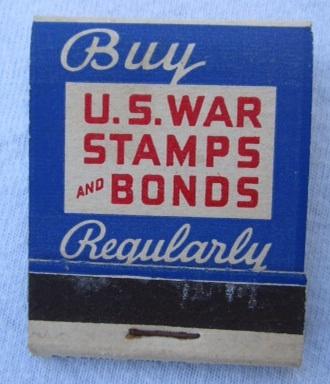 Buy
U.S. WAR
STAMPS
AND BONDS
Regularly